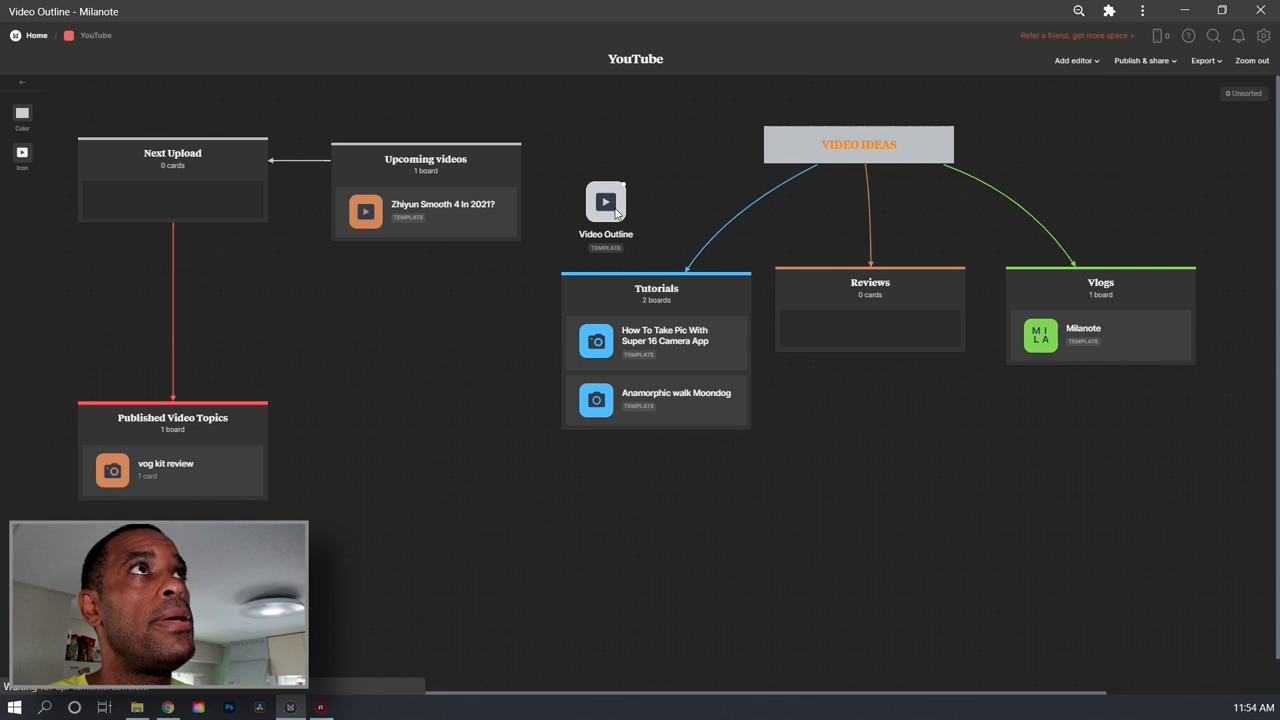 Video Outline - Milanote
Home / YouTube
Refer a friend, get more space >
0
YouTube
Add editor
Publish & share
Export
Zoom out
0 Unsorted
Color
Icon
Next Upload
0 cards
Upcoming videos
1 board
Zhiyun Smooth 4 In 2021?
TEMPLATE
Video Outline
TEMPLATE
VIDEO IDEAS
Tutorials
2 boards
How To Take Pic With
Super 16 Camera App
TEMPLATE
Anamorphic walk Moondog
TEMPLATE
Reviews
0 cards
Vlogs
1 board
MI
LA
Milanote
TEMPLATE
Published Video Topics
1 board
vog kit review
1 card
Ps
11:54 AM